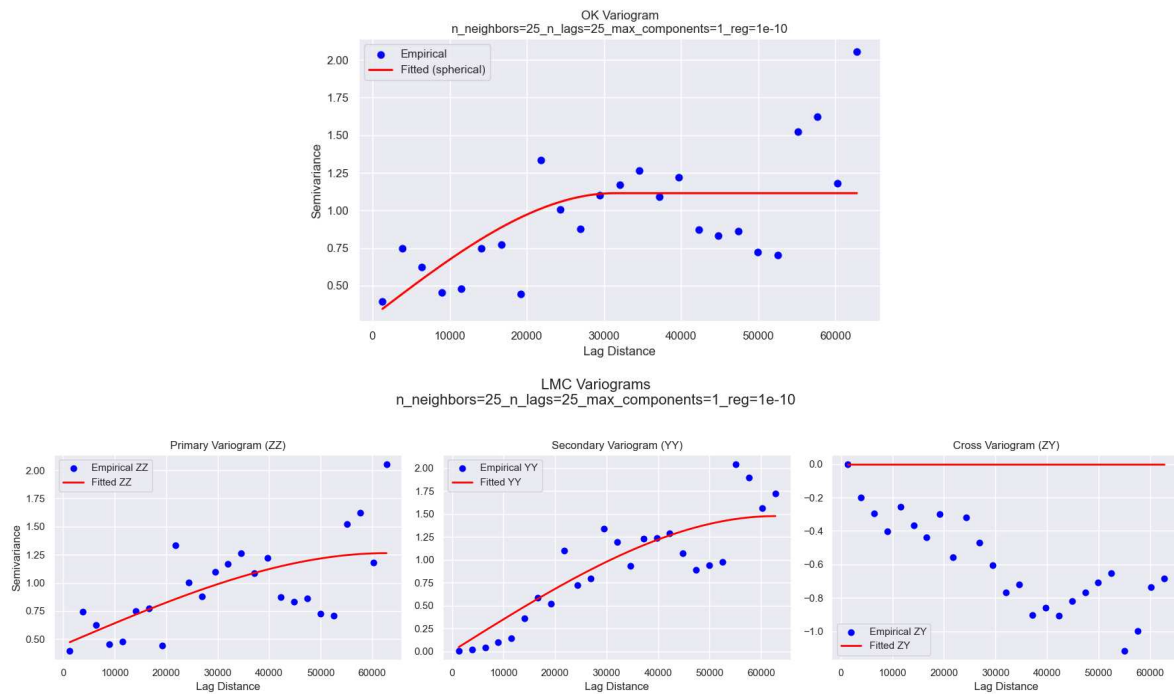 OK Variogram
n_neighbors=25_n_lags=25_max_components=1_reg=1e-10
Empirical
Fitted (spherical)
2.00
1.75
1.50
1.25
1.00
0.75
0.50
Semivariance
0 10000 20000 30000 40000 50000 60000
Lag Distance
LMC Variograms
n_neighbors=25_n_lags=25_max_components=1_reg=1e-10
Primary Variogram (ZZ)
Empirical ZZ
Fitted ZZ
2.00
1.75
1.50
1.25
1.00
0.75
0.50
Semivariance
0 10000 20000 30000 40000 50000 60000
Lag Distance
Secondary Variogram (YY)
Empirical YY
Fitted YY
2.00
1.75
1.50
1.25
1.00
0.75
0.50
0.25
0.00
0 10000 20000 30000 40000 50000 60000
Lag Distance
Cross Variogram (ZY)
0.0
−0.2
−0.4
−0.6
−0.8
−1.0
Empirical ZY
Fitted ZY
0 10000 20000 30000 40000 50000 60000
Lag Distance